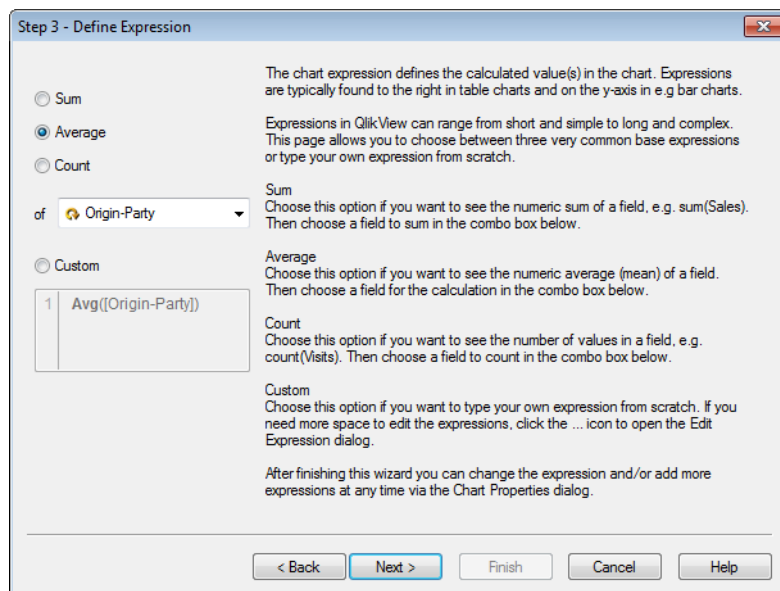 Step 3 - Define Expression
The chart expression defines the calculated value(s) in the chart. Expressions
are typically found to the right in table charts and on the y-axis in e.g bar charts.
Sum
Average
Count
of Origin-Party
Custom
1 Avg([Origin-Party])
Expressions in QlikView can range from short and simple to long and complex.
This page allows you to choose between three very common base expressions
or type your own expression from scratch.
Sum
Choose this option if you want to see the numeric sum of a field, e.g. sum(Sales).
Then choose a field to sum in the combo box below.
Average
Choose this option if you want to see the numeric average (mean) of a field.
Then choose a field for the calculation in the combo box below.
Count
Choose this option if you want to see the number of values in a field, e.g.
count(Visits). Then choose a field to count in the combo box below.
Custom
Choose this option if you want to type your own expression from scratch. If you
need more space to edit the expressions, click the ... icon to open the Edit
Expression dialog.
After finishing this wizard you can change the expression and/or add more
expressions at any time via the Chart Properties dialog.
< Back Next > Finish Cancel Help